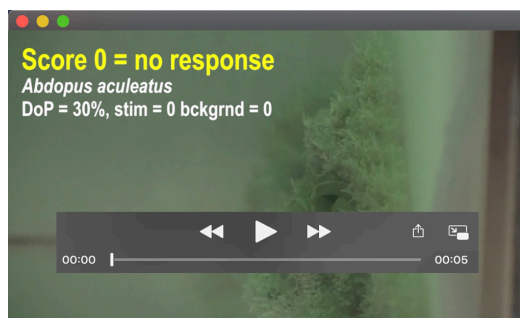 Score 0 = no response
Abdopus aculeatus
DoP = 30%, stim = 0 bckgrnd = 0
00:00 00:05